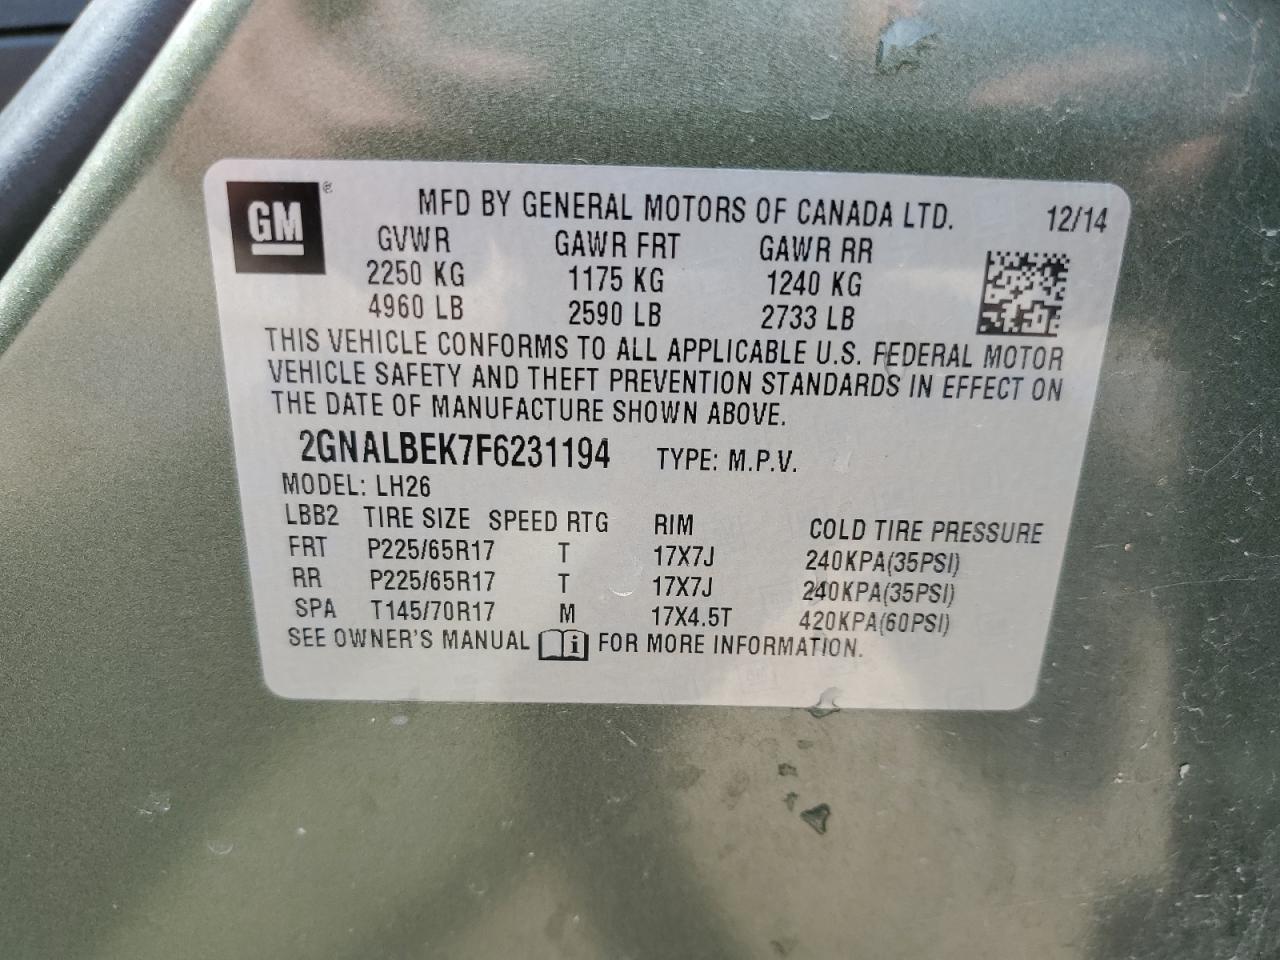 GM ®
MFD BY GENERAL MOTORS OF CANADA LTD. 12/14
GVWR GAWR FRT GAWR RR
2250 KG 1175 KG 1240 KG
4960 LB 2590 LB 2733 LB
THIS VEHICLE CONFORMS TO ALL APPLICABLE U.S. FEDERAL MOTOR
VEHICLE SAFETY AND THEFT PREVENTION STANDARDS IN EFFECT ON
THE DATE OF MANUFACTURE SHOWN ABOVE.
2GNALBEK7F6231194 TYPE: M.P.V.
MODEL: LH26
LBB2 TIRE SIZE SPEED RTG RIM COLD TIRE PRESSURE
FRT P225/65R17 T 17X7J 240KPA(35PSI)
RR P225/65R17 T 17X7J 240KPA(35PSI)
SPA T145/70R17 M 17X4.5T 420KPA(60PSI)
SEE OWNER'S MANUAL i FOR MORE INFORMATION.